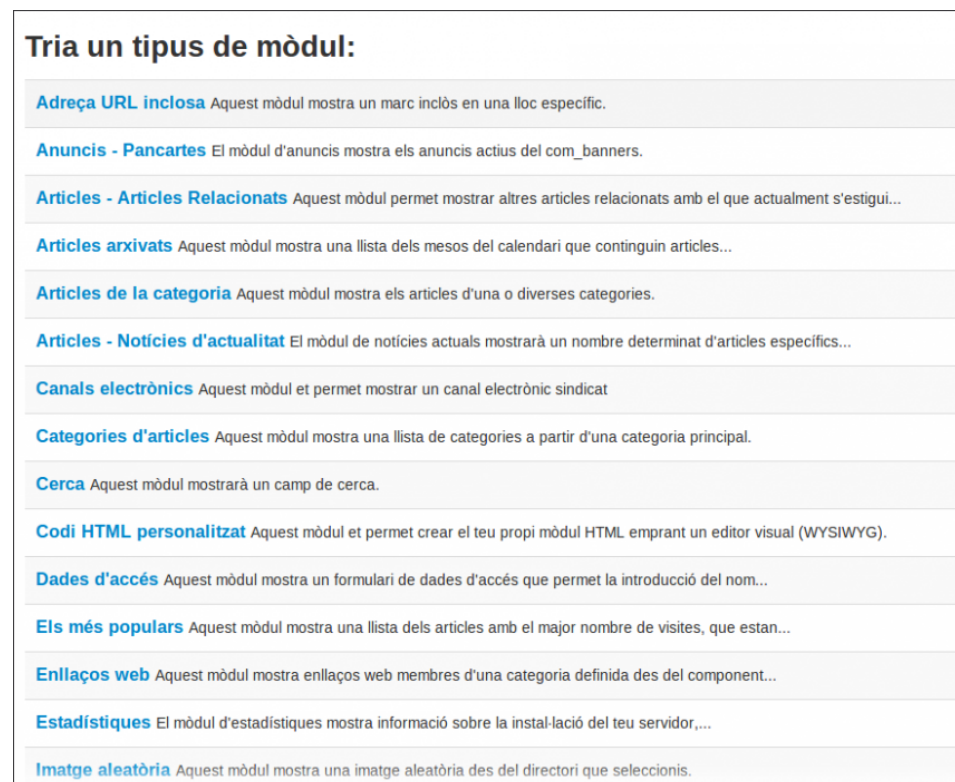 Tria un tipus de mòdul:
Adreça URL inclosa Aquest mòdul mostra un marc inclòs en una lloc específic.
Anuncis - Pancartes El mòdul d'anuncis mostra els anuncis actius del com_banners.
Articles - Articles Relacionats Aquest mòdul permet mostrar altres articles relacionats amb el que actualment s'estigui...
Articles arxivats Aquest mòdul mostra una llista dels mesos del calendari que continguin articles...
Articles de la categoria Aquest mòdul mostra els articles d'una o diverses categories.
Articles - Notícies d'actualitat El mòdul de notícies actuals mostrarà un nombre determinat d'articles específics...
Canals electrònics Aquest mòdul et permet mostrar un canal electrònic sindicat
Categories d'articles Aquest mòdul mostra una llista de categories a partir d'una categoria principal.
Cerca Aquest mòdul mostrarà un camp de cerca.
Codi HTML personalitzat Aquest mòdul et permet crear el teu propi mòdul HTML emprant un editor visual (WYSIWYG).
Dades d'accés Aquest mòdul mostra un formulari de dades d'accés que permet la introducció del nom...
Els més populars Aquest mòdul mostra una llista dels articles amb el major nombre de visites, que estan...
Enllaços web Aquest mòdul mostra enllaços web membres d'una categoria definida des del component...
Estadístiques El mòdul d'estadístiques mostra informació sobre la instal·lació del teu servidor,...
Imatge aleatòria Aquest mòdul mostra una imatge aleatòria des del directori que seleccionis.